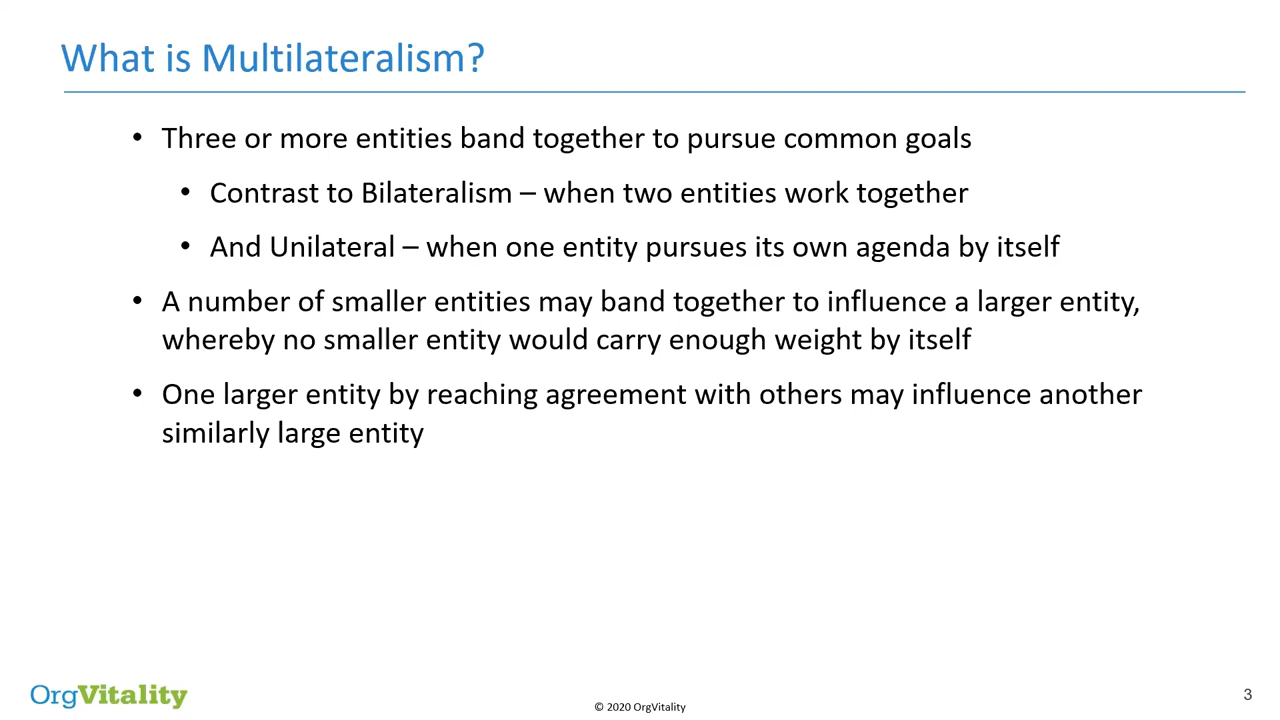 What is Multilateralism?
• Three or more entities band together to pursue common goals
• Contrast to Bilateralism – when two entities work together
• And Unilateral – when one entity pursues its own agenda by itself
• A number of smaller entities may band together to influence a larger entity,
whereby no smaller entity would carry enough weight by itself
• One larger entity by reaching agreement with others may influence another
similarly large entity
OrgVitality
© 2020 OrgVitality
3